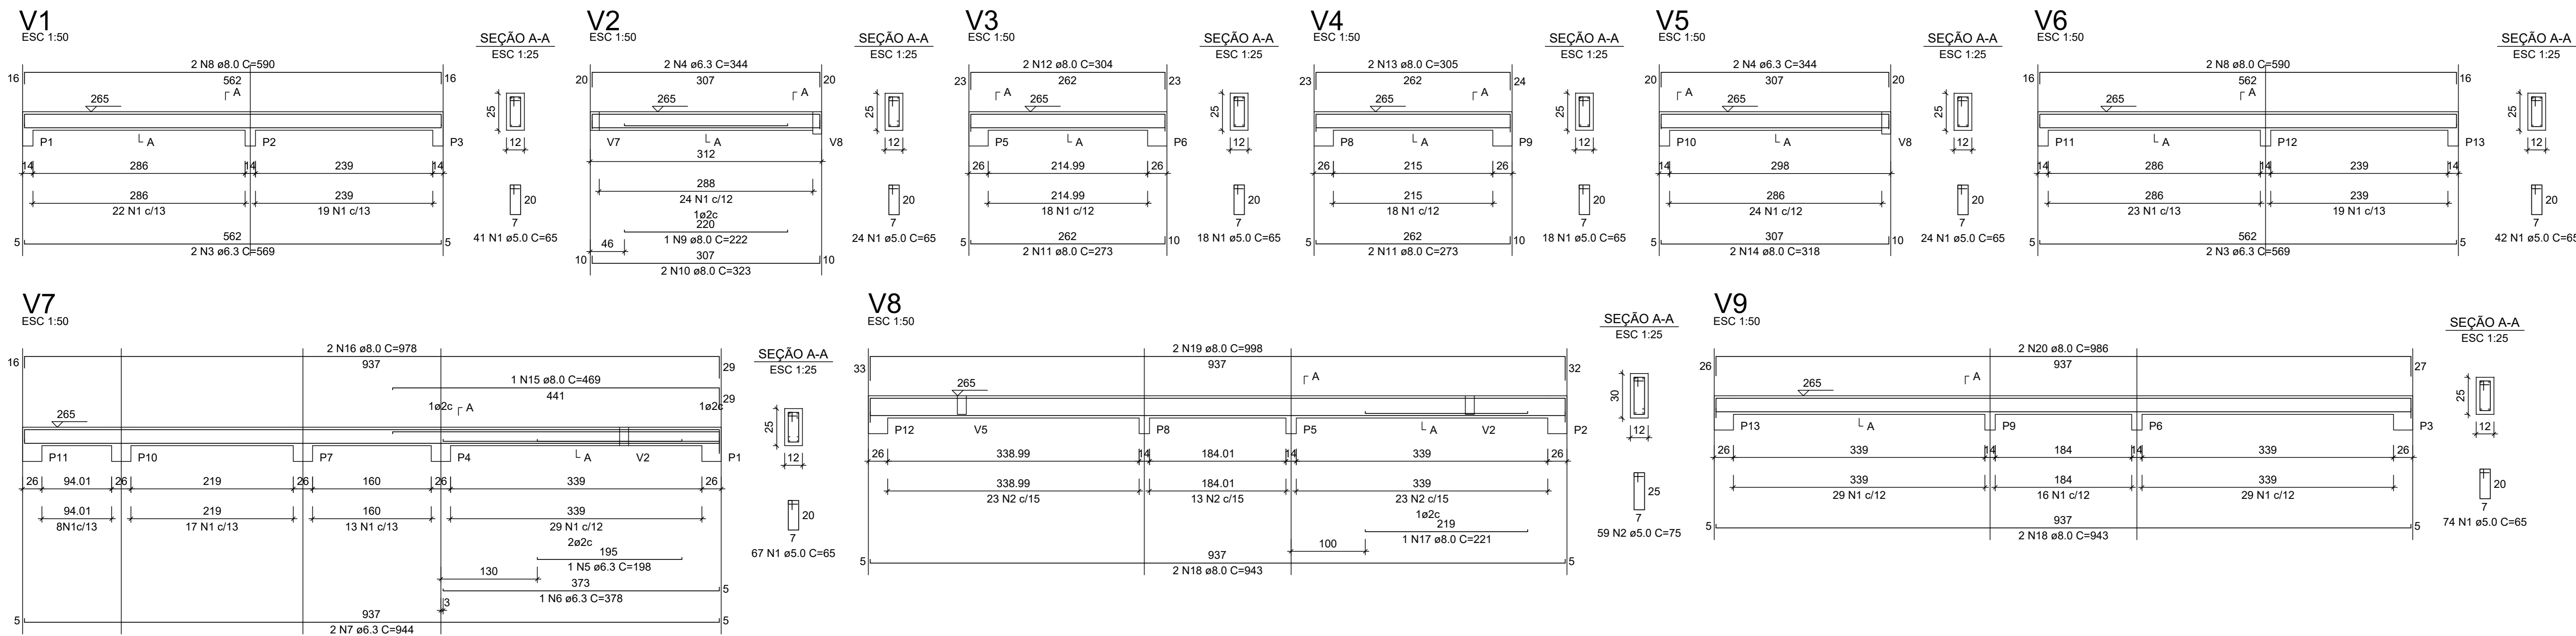 V1
ESC 1:50
SEÇÃO A-A
ESC 1:25
2 N8 ø8.0 C=590
16
562
16
A
265
25
12
P1
A
P2
P3
14
286
14
239
14
286
239
22 N1 c/13
19 N1 c/13
20
7
41 N1 ø5.0 C=65
5
562
5
2 N3 ø6.3 C=569
V2
ESC 1:50
SEÇÃO A-A
ESC 1:25
2 N4 ø6.3 C=344
20
307
20
A
265
25
12
V7
A
V8
312
288
24 N1 c/12
1ø2c
220
1 N9 ø8.0 C=222
46
20
7
24 N1 ø5.0 C=65
10
307
10
2 N10 ø8.0 C=323
V3
ESC 1:50
SEÇÃO A-A
ESC 1:25
2 N12 ø8.0 C=304
23
262
23
A
265
25
12
P5
A
P6
26
214.99
26
214.99
18 N1 c/12
20
7
18 N1 ø5.0 C=65
5
262
10
2 N11 ø8.0 C=273
V4
ESC 1:50
SEÇÃO A-A
ESC 1:25
2 N13 ø8.0 C=305
23
262
24
265
A
25
12
P8
A
P9
26
215
26
215
18 N1 c/12
20
7
18 N1 ø5.0 C=65
5
262
10
2 N11 ø8.0 C=273
V5
ESC 1:50
SEÇÃO A-A
ESC 1:25
2 N4 ø6.3 C=344
20
307
20
A
265
25
12
P10
A
V8
14
298
286
24 N1 c/12
20
7
24 N1 ø5.0 C=65
5
307
10
2 N14 ø8.0 C=318
V6
ESC 1:50
SEÇÃO A-A
ESC 1:25
2 N8 ø8.0 C=590
16
562
16
A
265
25
12
P11
A
P12
P13
14
286
14
239
14
286
239
23 N1 c/13
19 N1 c/13
20
7
42 N1 ø5.0 C=65
5
562
5
2 N3 ø6.3 C=569
V7
ESC 1:50
SEÇÃO A-A
ESC 1:25
2 N16 ø8.0 C=978
16
937
29
1 N15 ø8.0 C=469
441
29
1ø2c
A
1ø2c
265
25
12
P11
P10
P7
P4
A
V2
P1
26
94.01
26
219
26
160
26
339
26
94.01
219
160
339
8N1c/13
17 N1 c/13
13 N1 c/13
29 N1 c/12
20
7
67 N1 ø5.0 C=65
2ø2c
195
1 N5 ø6.3 C=198
130
373
5
1 N6 ø6.3 C=378
3
5
937
5
2 N7 ø6.3 C=944
V8
ESC 1:50
SEÇÃO A-A
ESC 1:25
2 N19 ø8.0 C=998
33
937
32
A
265
30
12
P12
V5
P8
P5
A
V2
P2
26
338.99
14
184.01
14
339
26
338.99
184.01
339
23 N2 c/15
13 N2 c/15
23 N2 c/15
25
7
59 N2 ø5.0 C=75
1ø2c
219
1 N17 ø8.0 C=221
100
5
937
5
2 N18 ø8.0 C=943
V9
ESC 1:50
SEÇÃO A-A
ESC 1:25
2 N20 ø8.0 C=986
26
937
27
A
265
25
12
P13
A
P9
P6
P3
26
339
14
184
14
339
26
339
184
339
29 N1 c/12
16 N1 c/12
29 N1 c/12
20
7
74 N1 ø5.0 C=65
5
937
5
2 N18 ø8.0 C=943